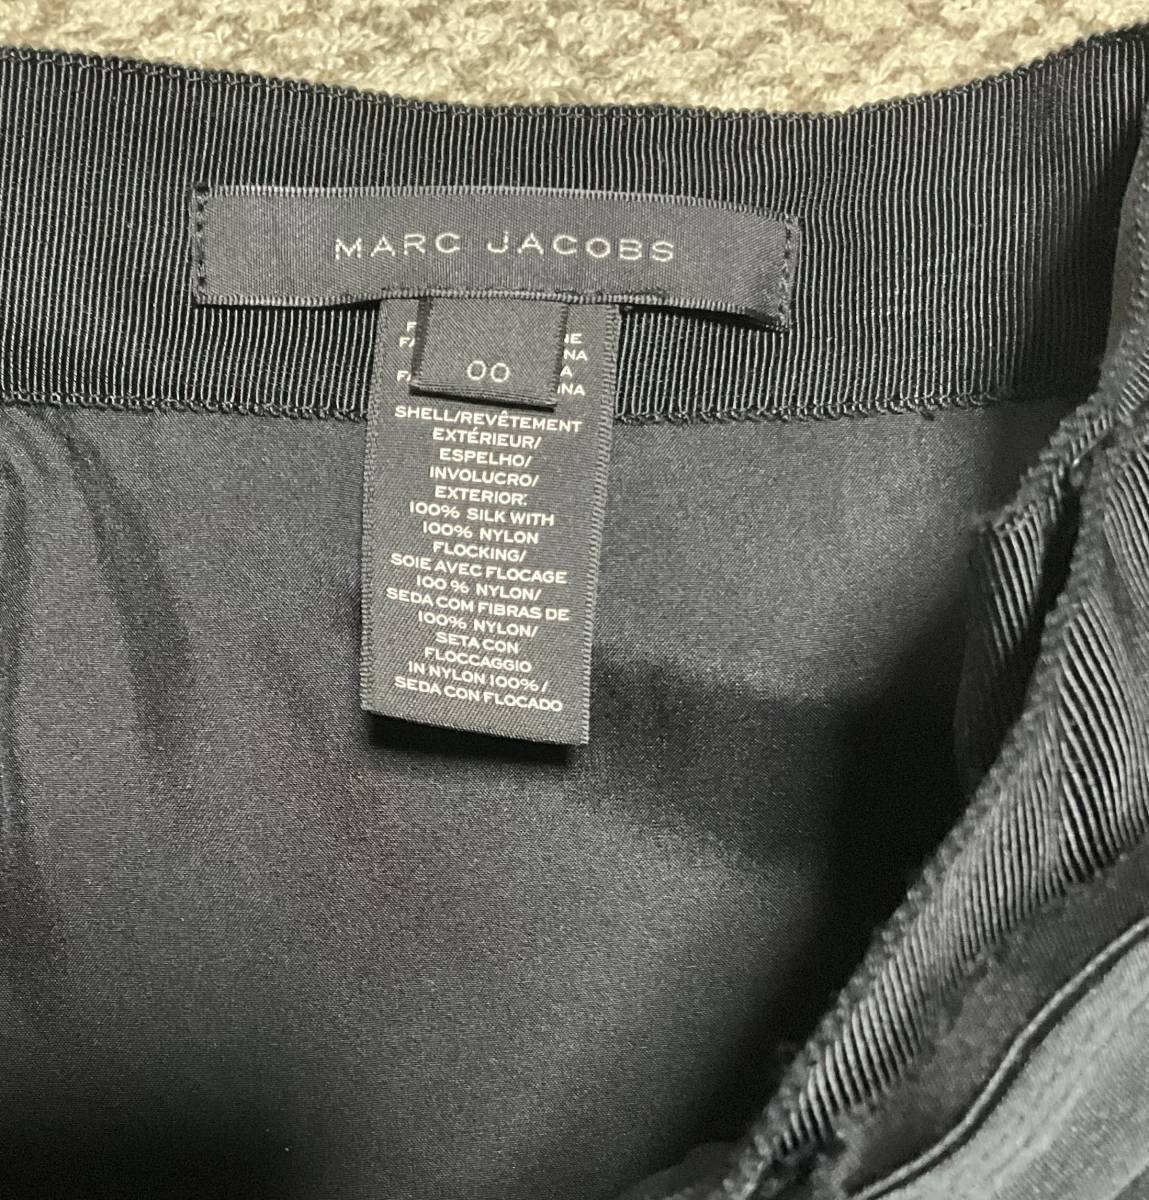 MARC JACOBS
OO
SHELL/REVÊTEMENT
EXTÉRIEUR/
ESPELHO/
INVOLUCRO/
EXTERIOR:
100% SILK WITH
100% NYLON
FLOCKING/
SOIE AVEC FLOCAGE
100 % NYLON/
SEDA COM FIBRAS DE
100% NYLON/
SETA CON
FLOCCAGGIO
IN NYLON 100% /
SEDA CON FLOCADO